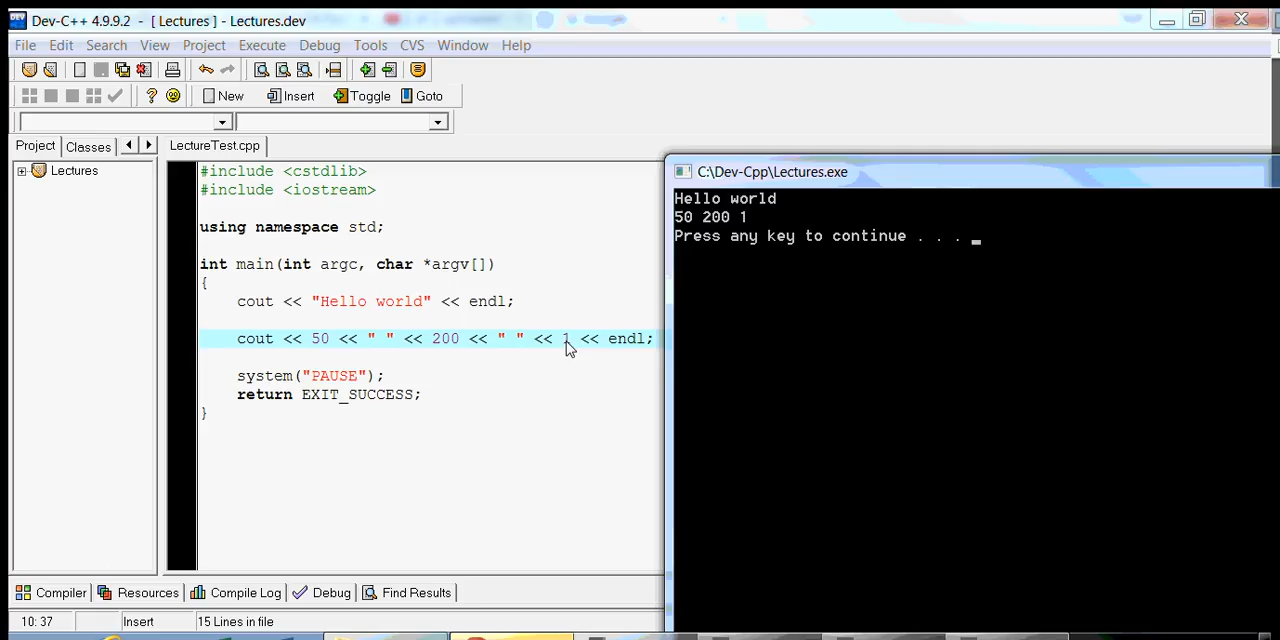 Dev-C++ 4.9.9.2 - [ Lectures ] - Lectures.dev
File Edit Search View Project Execute Debug Tools CVS Window Help
New Insert Toggle Goto
Project Classes LectureTest.cpp
Lectures
#include <cstdlib>
#include <iostream>
using namespace std;
int main(int argc, char *argv[])
{
cout << "Hello world" << endl;
cout << 50 << " " << 200 << " " << 1 << endl;
system("PAUSE");
return EXIT_SUCCESS;
}
C:\Dev-Cpp\Lectures.exe
Hello world
50 200 1
Press any key to continue . . . _
Compiler Resources Compile Log Debug Find Results
10: 37 Insert 15 Lines in file